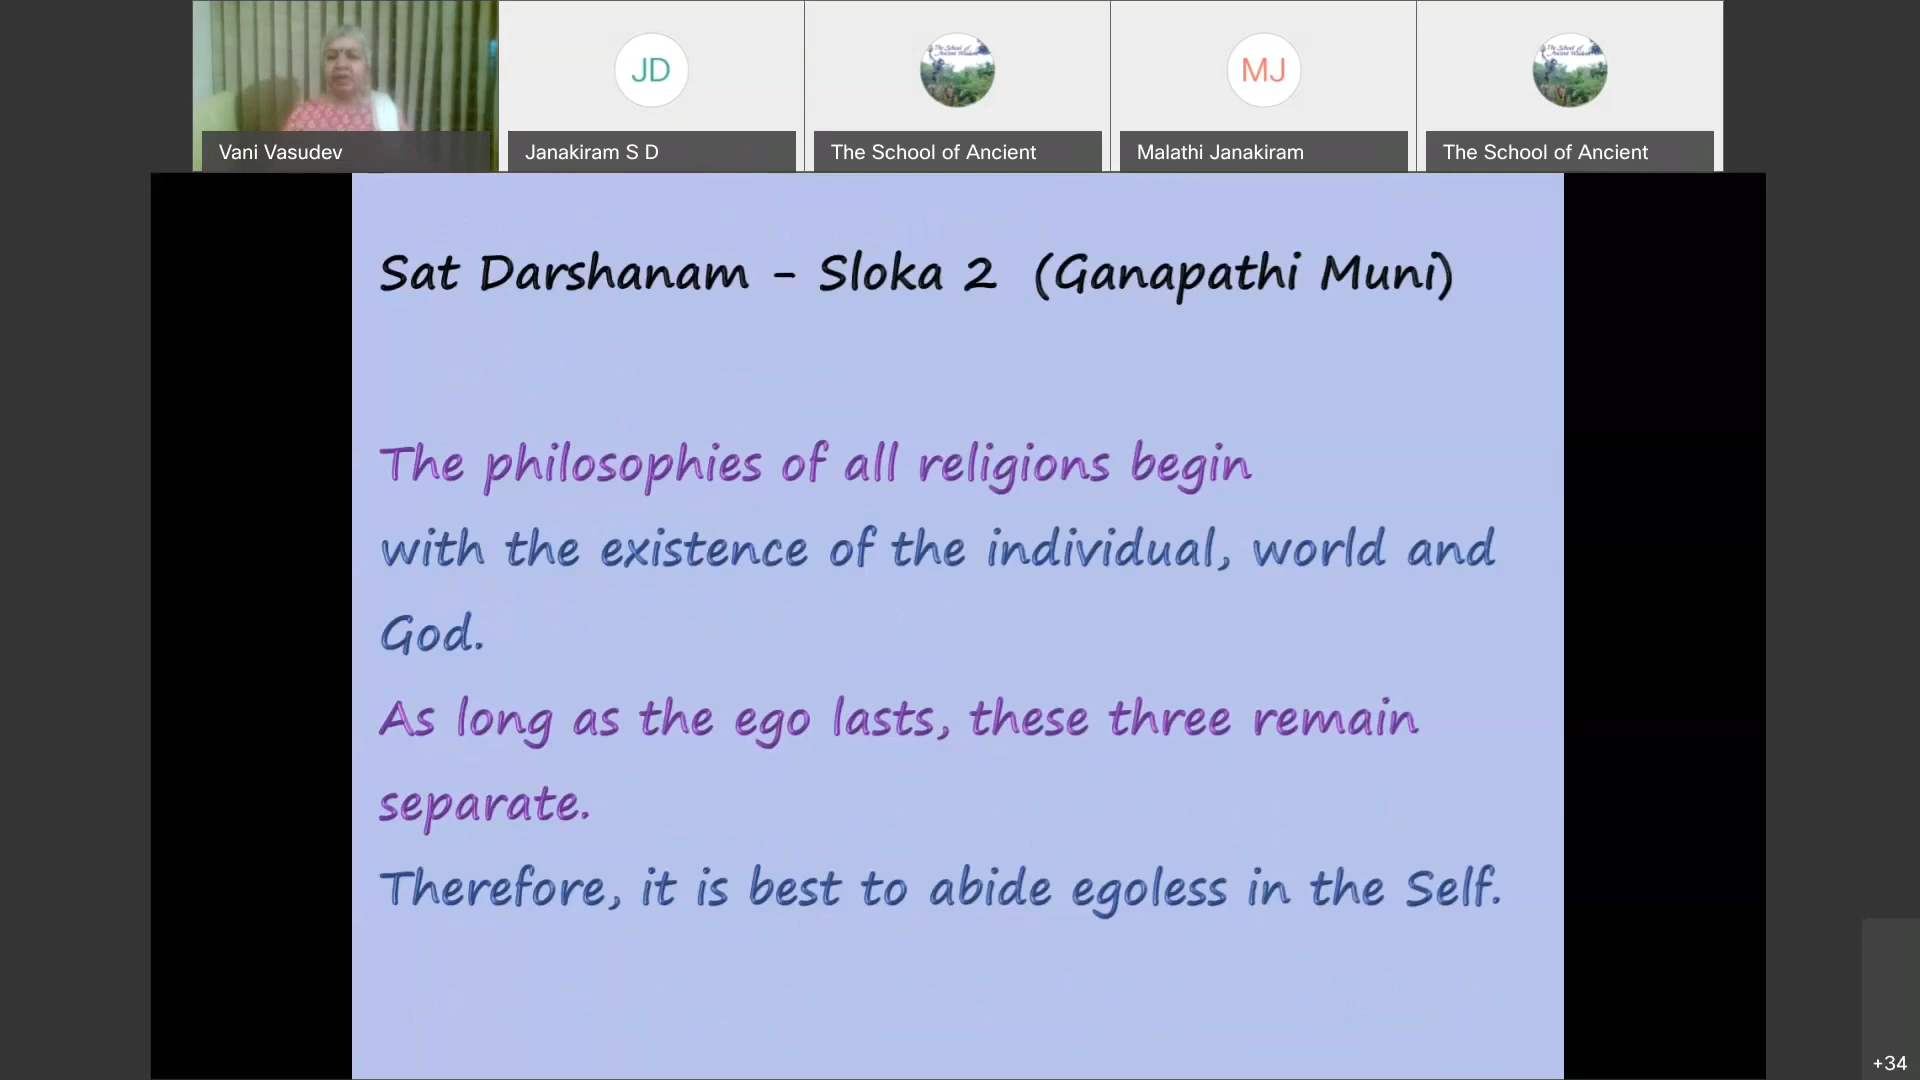 JD
MJ
Vani Vasudev
Janakiram S D
The School of Ancient
Malathi Janakiram
The School of Ancient
Sat Darshanam - Sloka 2 (Ganapathi Muni)
The philosophies of all religions begin
with the existence of the individual, world and
God.
As long as the ego lasts, these three remain
separate.
Therefore, it is best to abide egoless in the Self.
+34